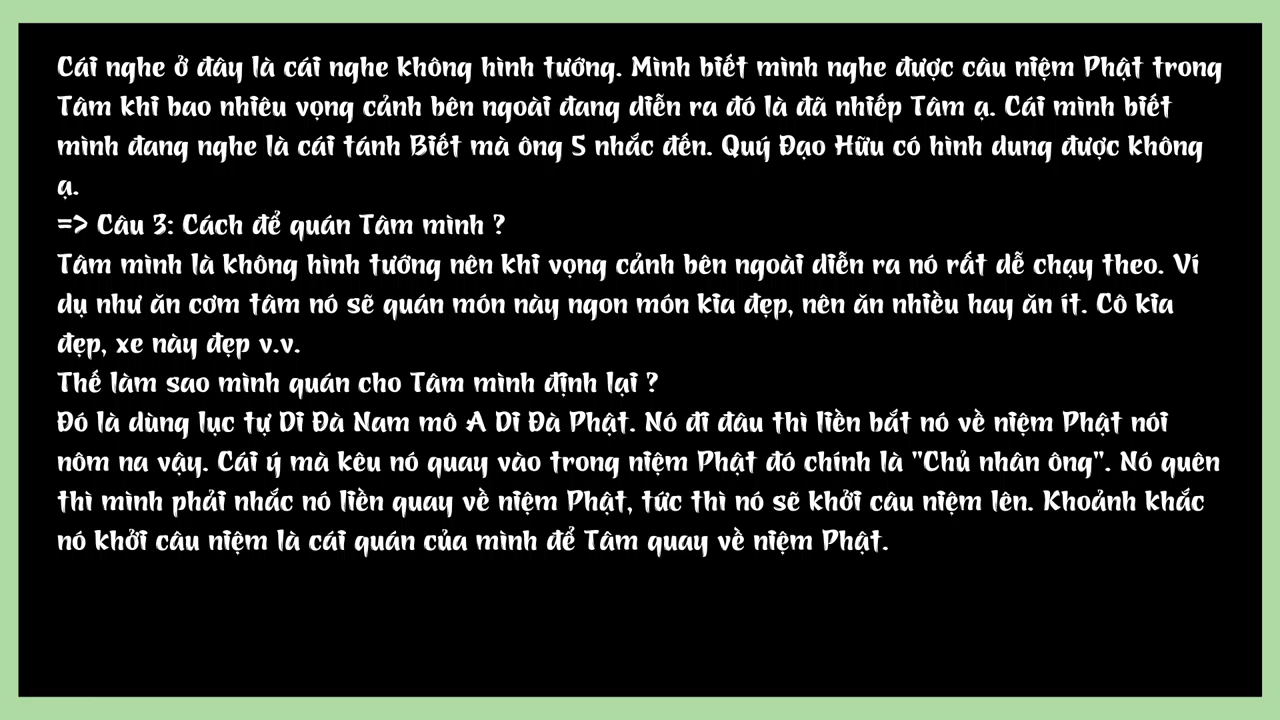 Cái nghe ở đây là cái nghe không hình tướng. Mình biết mình nghe được câu niệm Phật trong
Tâm khi bao nhiêu vọng cảnh bên ngoài đang diễn ra đó là đã nhiếp Tâm ạ. Cái mình biết
mình đang nghe là cái tánh Biết mà ông 5 nhắc đến. Quý Đạo Hữu có hình dung được không
ạ.
=> Câu 3: Cách để quán Tâm mình ?
Tâm mình là không hình tướng nên khi vọng cảnh bên ngoài diễn ra nó rất dễ chạy theo. Ví
dụ như ăn cơm tâm nó sẽ quán món này ngon món kia đẹp, nên ăn nhiều hay ăn ít. Cô kia
đẹp, xe này đẹp v.v.
Thế làm sao mình quán cho Tâm mình định lại ?
Đó là dùng lục tự Di Đà Nam mô A Di Đà Phật. Nó đi đâu thì liền bắt nó về niệm Phật nói
nôm na vậy. Cái ý mà kêu nó quay vào trong niệm Phật đó chính là "Chủ nhân ông". Nó quên
thì mình phải nhắc nó liền quay về niệm Phật, tức thì nó sẽ khởi câu niệm lên. Khoảnh khắc
nó khởi câu niệm là cái quán của mình để Tâm quay về niệm Phật.